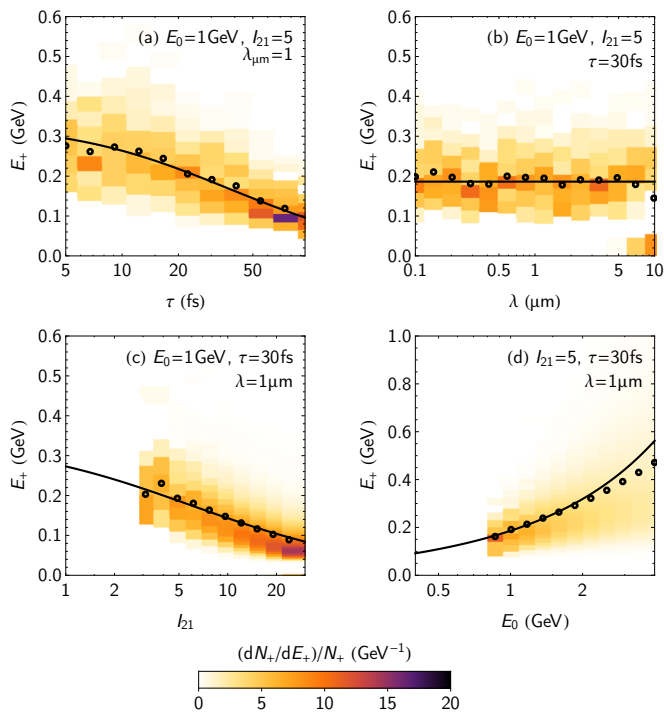 (a) E₀=1GeV, I₂₁=5
λμm=1
E₊ (GeV)
0.6
0.5
0.4
0.3
0.2
0.1
0.0
5 10 50
τ (fs)
(b) E₀=1GeV, I₂₁=5
τ=30fs
E₊ (GeV)
0.6
0.5
0.4
0.3
0.2
0.1
0.0
0.1 0.5 1 5 10
λ (μm)
(c) E₀=1GeV, τ=30fs
λ=1μm
E₊ (GeV)
0.6
0.5
0.4
0.3
0.2
0.1
0.0
1 2 5 10 20
I₂₁
(d) I₂₁=5, τ=30fs
λ=1μm
E₊ (GeV)
1.0
0.8
0.6
0.4
0.2
0.0
0.5 1 2
E₀ (GeV)
(dN₊/dE₊)/N₊ (GeV⁻¹)
0 5 10 15 20